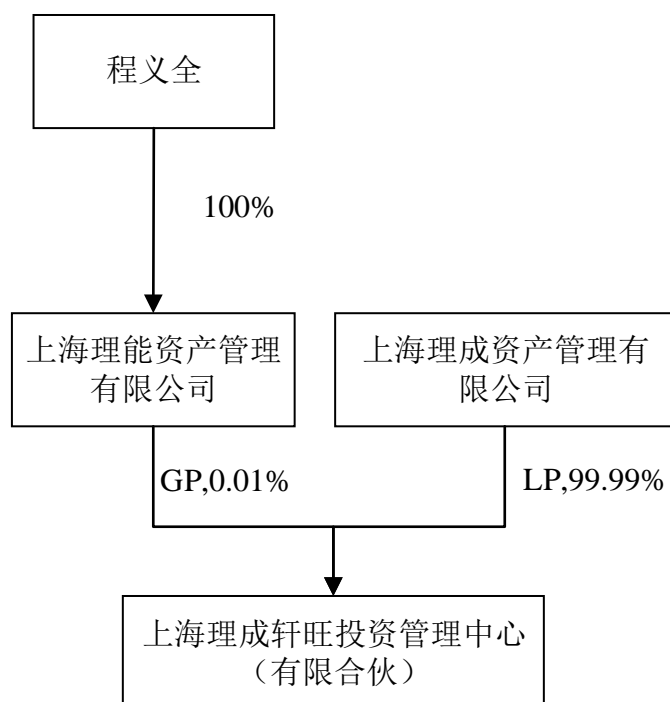 程义全
100%
上海理能资产管理
有限公司
上海理成资产管理有
限公司
GP,0.01%
LP,99.99%
上海理成轩旺投资管理中心
（有限合伙）